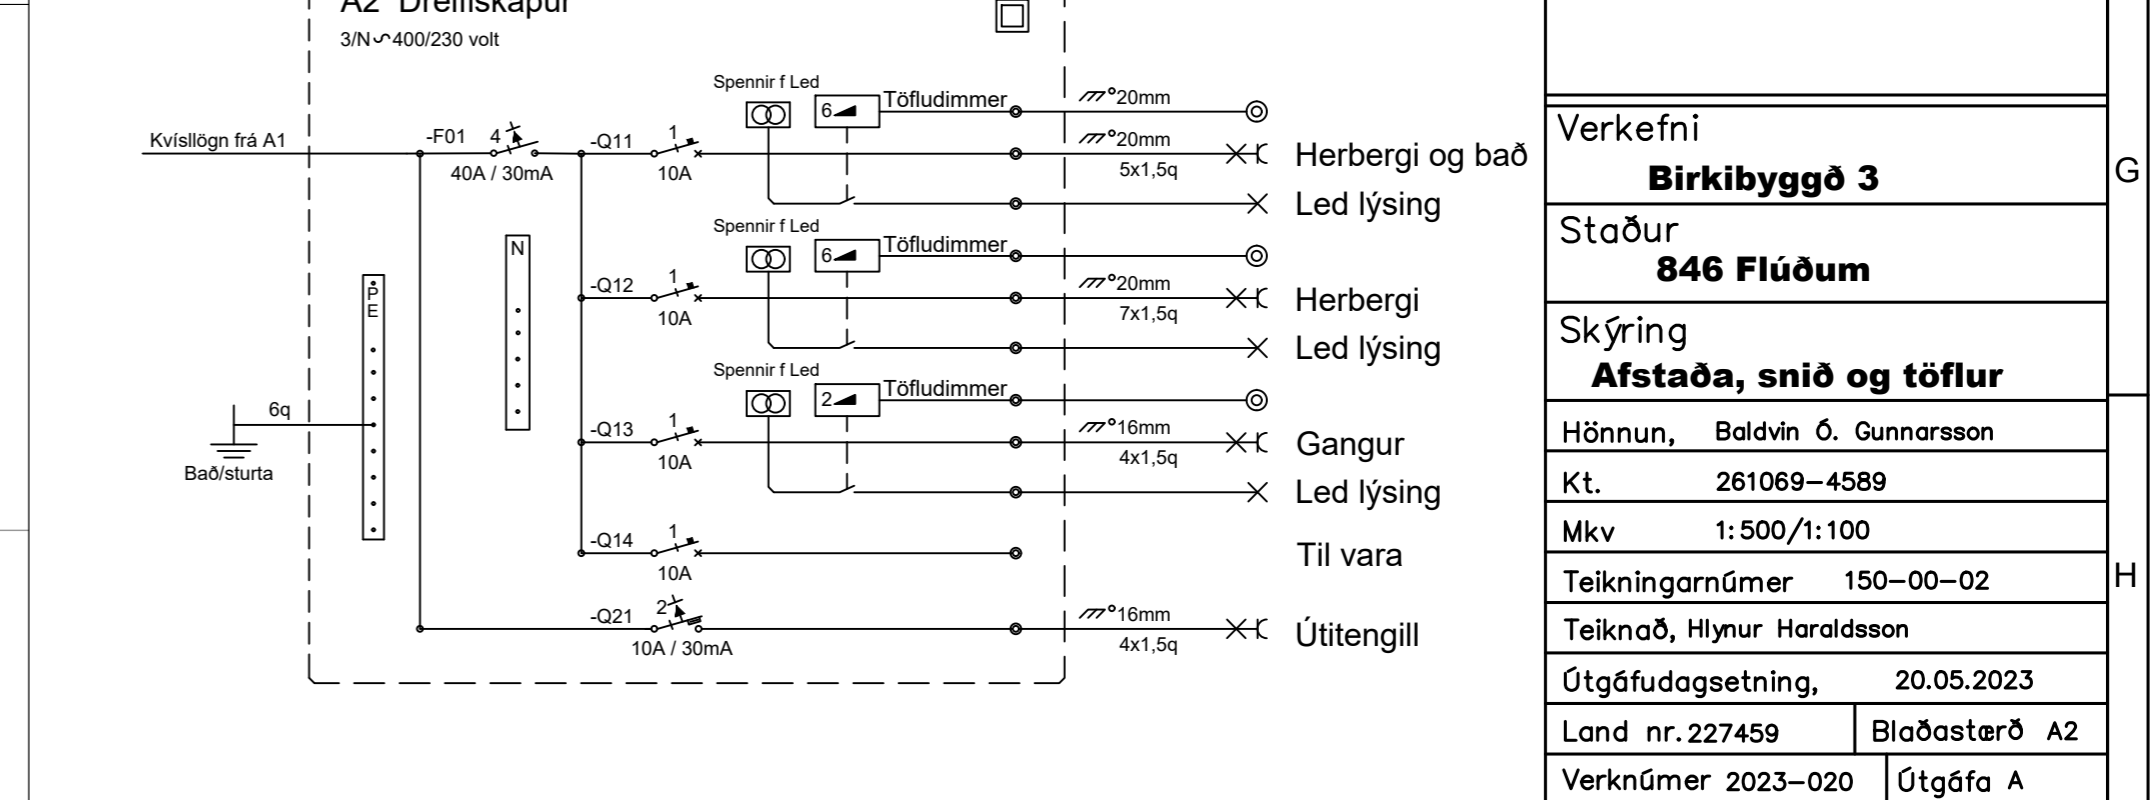 A2 Dreifiskápur
3/N 400/230 volt
Kvísllögn frá A1
-F01
4
40A / 30mA
N
P
E
6q
Bað/sturta
Spennir f Led
6
Töfludimmer
20mm
-Q11
1
10A
20mm
5x1,5q
Herbergi og bað
Led lýsing
Spennir f Led
6
Töfludimmer
-Q12
1
10A
20mm
7x1,5q
Herbergi
Led lýsing
Spennir f Led
2
Töfludimmer
-Q13
1
10A
16mm
4x1,5q
Gangur
Led lýsing
-Q14
1
10A
Til vara
-Q21
2
10A / 30mA
16mm
4x1,5q
Útitengill
Verkefni
Birkibyggð 3
Staður
846 Flúðum
Skýring
Afstaða, snið og töflur
Hönnun, Baldvin Ó. Gunnarsson
Kt. 261069-4589
Mkv 1:500/1:100
Teikningarnúmer 150-00-02
Teiknað, Hlynur Haraldsson
Útgáfudagsetning, 20.05.2023
Land nr. 227459 Blaðastærð A2
Verknúmer 2023-020 Útgáfa A
G
H